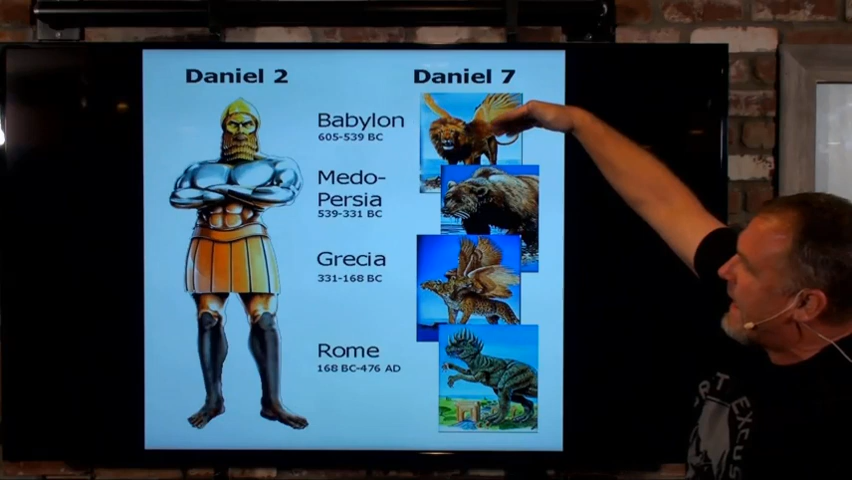 Daniel 2
Daniel 7
Babylon
605-539 BC
Medo-
Persia
539-331 BC
Grecia
331-168 BC
Rome
168 BC-476 AD